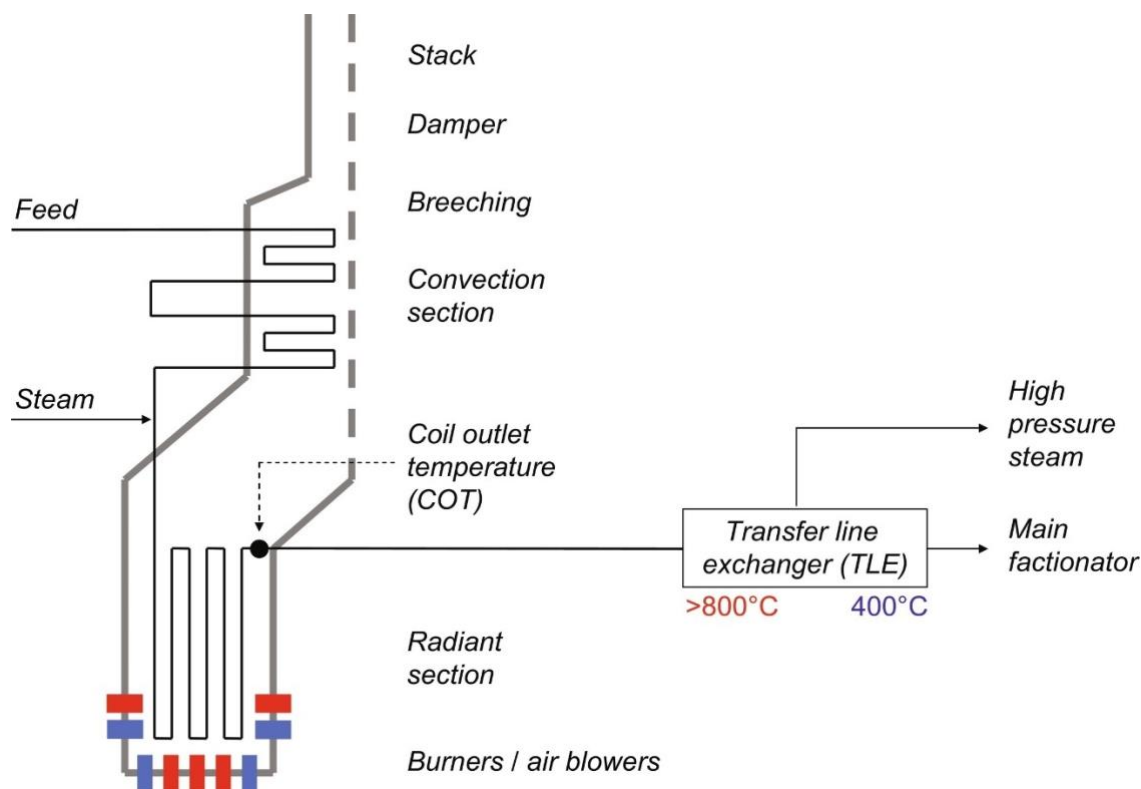 Stack
Damper
Breeching
Feed
Convection
section
Steam
Coil outlet
temperature
(COT)
High
pressure
steam
Transfer line
exchanger (TLE)
>800°C
400°C
Main
factionator
Radiant
section
Burners / air blowers